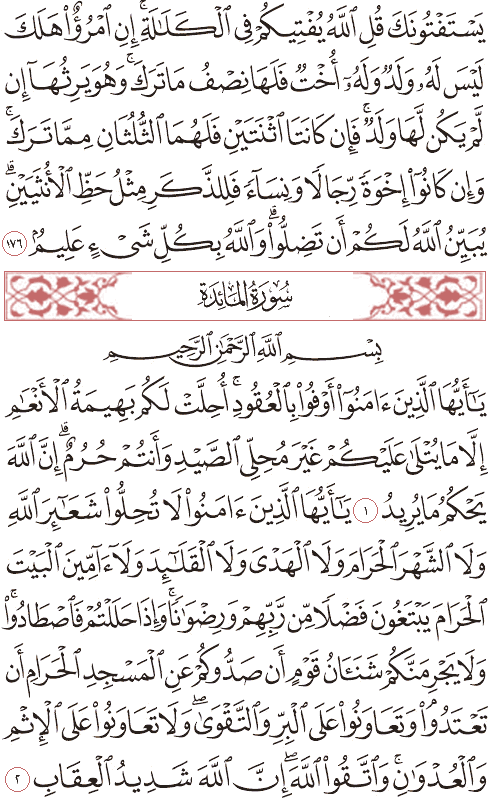 يَسْتَفْتُونَكَ قُلِ ٱللَّهُ يُفْتِيكُمْ فِى ٱلْكَلَٰلَةِ ۚ إِنِ ٱمْرُؤٌا۟ هَلَكَ
لَيْسَ لَهُۥ وَلَدٌ وَلَهُۥٓ أُخْتٌ فَلَهَا نِصْفُ مَا تَرَكَ ۚ وَهُوَ يَرِثُهَآ إِن
لَّمْ يَكُن لَّهَا وَلَدٌ ۚ فَإِن كَانَتَا ٱثْنَتَيْنِ فَلَهُمَا ٱلثُّلُثَانِ مِمَّا تَرَكَ ۚ
وَإِن كَانُوٓا۟ إِخْوَةً رِّجَالًا وَنِسَآءً فَلِلذَّكَرِ مِثْلُ حَظِّ ٱلْأُنثَيَيْنِ ۗ
يُبَيِّنُ ٱللَّهُ لَكُمْ أَن تَضِلُّوا۟ ۗ وَٱللَّهُ بِكُلِّ شَىْءٍ عَلِيمٌۢ ١٧٦
سُورَةُ المَائِدَةِ
بِسْمِ ٱللَّهِ ٱلرَّحْمَٰنِ ٱلرَّحِيمِ
يَٰٓأَيُّهَا ٱلَّذِينَ ءَامَنُوٓا۟ أَوْفُوا۟ بِٱلْعُقُودِ ۚ أُحِلَّتْ لَكُم بَهِيمَةُ ٱلْأَنْعَٰمِ
إِلَّا مَا يُتْلَىٰ عَلَيْكُمْ غَيْرَ مُحِلِّى ٱلصَّيْدِ وَأَنتُمْ حُرُمٌ ۗ إِنَّ ٱللَّهَ
يَحْكُمُ مَا يُرِيدُ ١ يَٰٓأَيُّهَا ٱلَّذِينَ ءَامَنُوا۟ لَا تُحِلُّوا۟ شَعَٰٓئِرَ ٱللَّهِ
وَلَا ٱلشَّهْرَ ٱلْحَرَامَ وَلَا ٱلْهَدْىَ وَلَا ٱلْقَلَٰٓئِدَ وَلَآ ءَآمِّينَ ٱلْبَيْتَ
ٱلْحَرَامَ يَبْتَغُونَ فَضْلًا مِّن رَّبِّهِمْ وَرِضْوَٰنًا ۚ وَإِذَا حَلَلْتُمْ فَٱصْطَادُوا۟ ۚ
وَلَا يَجْرِمَنَّكُمْ شَنَـَٔانُ قَوْمٍ أَن صَدُّوكُمْ عَنِ ٱلْمَسْجِدِ ٱلْحَرَامِ أَن
تَعْتَدُوا۟ ۘ وَتَعَاوَنُوا۟ عَلَى ٱلْبِرِّ وَٱلتَّقْوَىٰ ۖ وَلَا تَعَاوَنُوا۟ عَلَى ٱلْإِثْمِ
وَٱلْعُدْوَٰنِ ۚ وَٱتَّقُوا۟ ٱللَّهَ ۖ إِنَّ ٱللَّهَ شَدِيدُ ٱلْعِقَابِ ٢